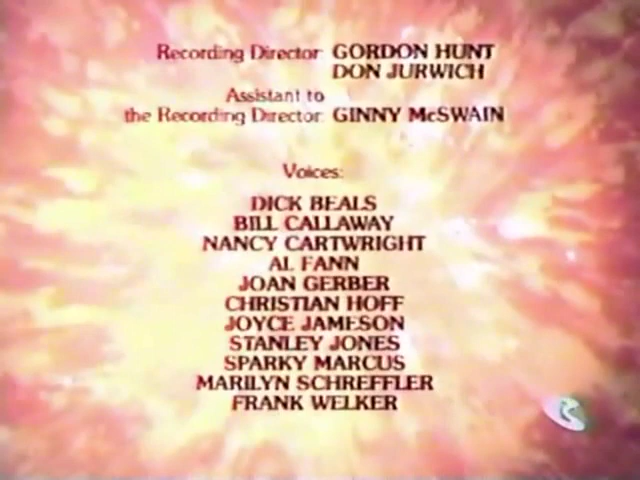 Recording Director: GORDON HUNT
DON JURWICH
Assistant to
the Recording Director: GINNY McSWAIN
Voices:
DICK BEALS
BILL CALLAWAY
NANCY CARTWRIGHT
AL FANN
JOAN GERBER
CHRISTIAN HOFF
JOYCE JAMESON
STANLEY JONES
SPARKY MARCUS
MARILYN SCHREFFLER
FRANK WELKER